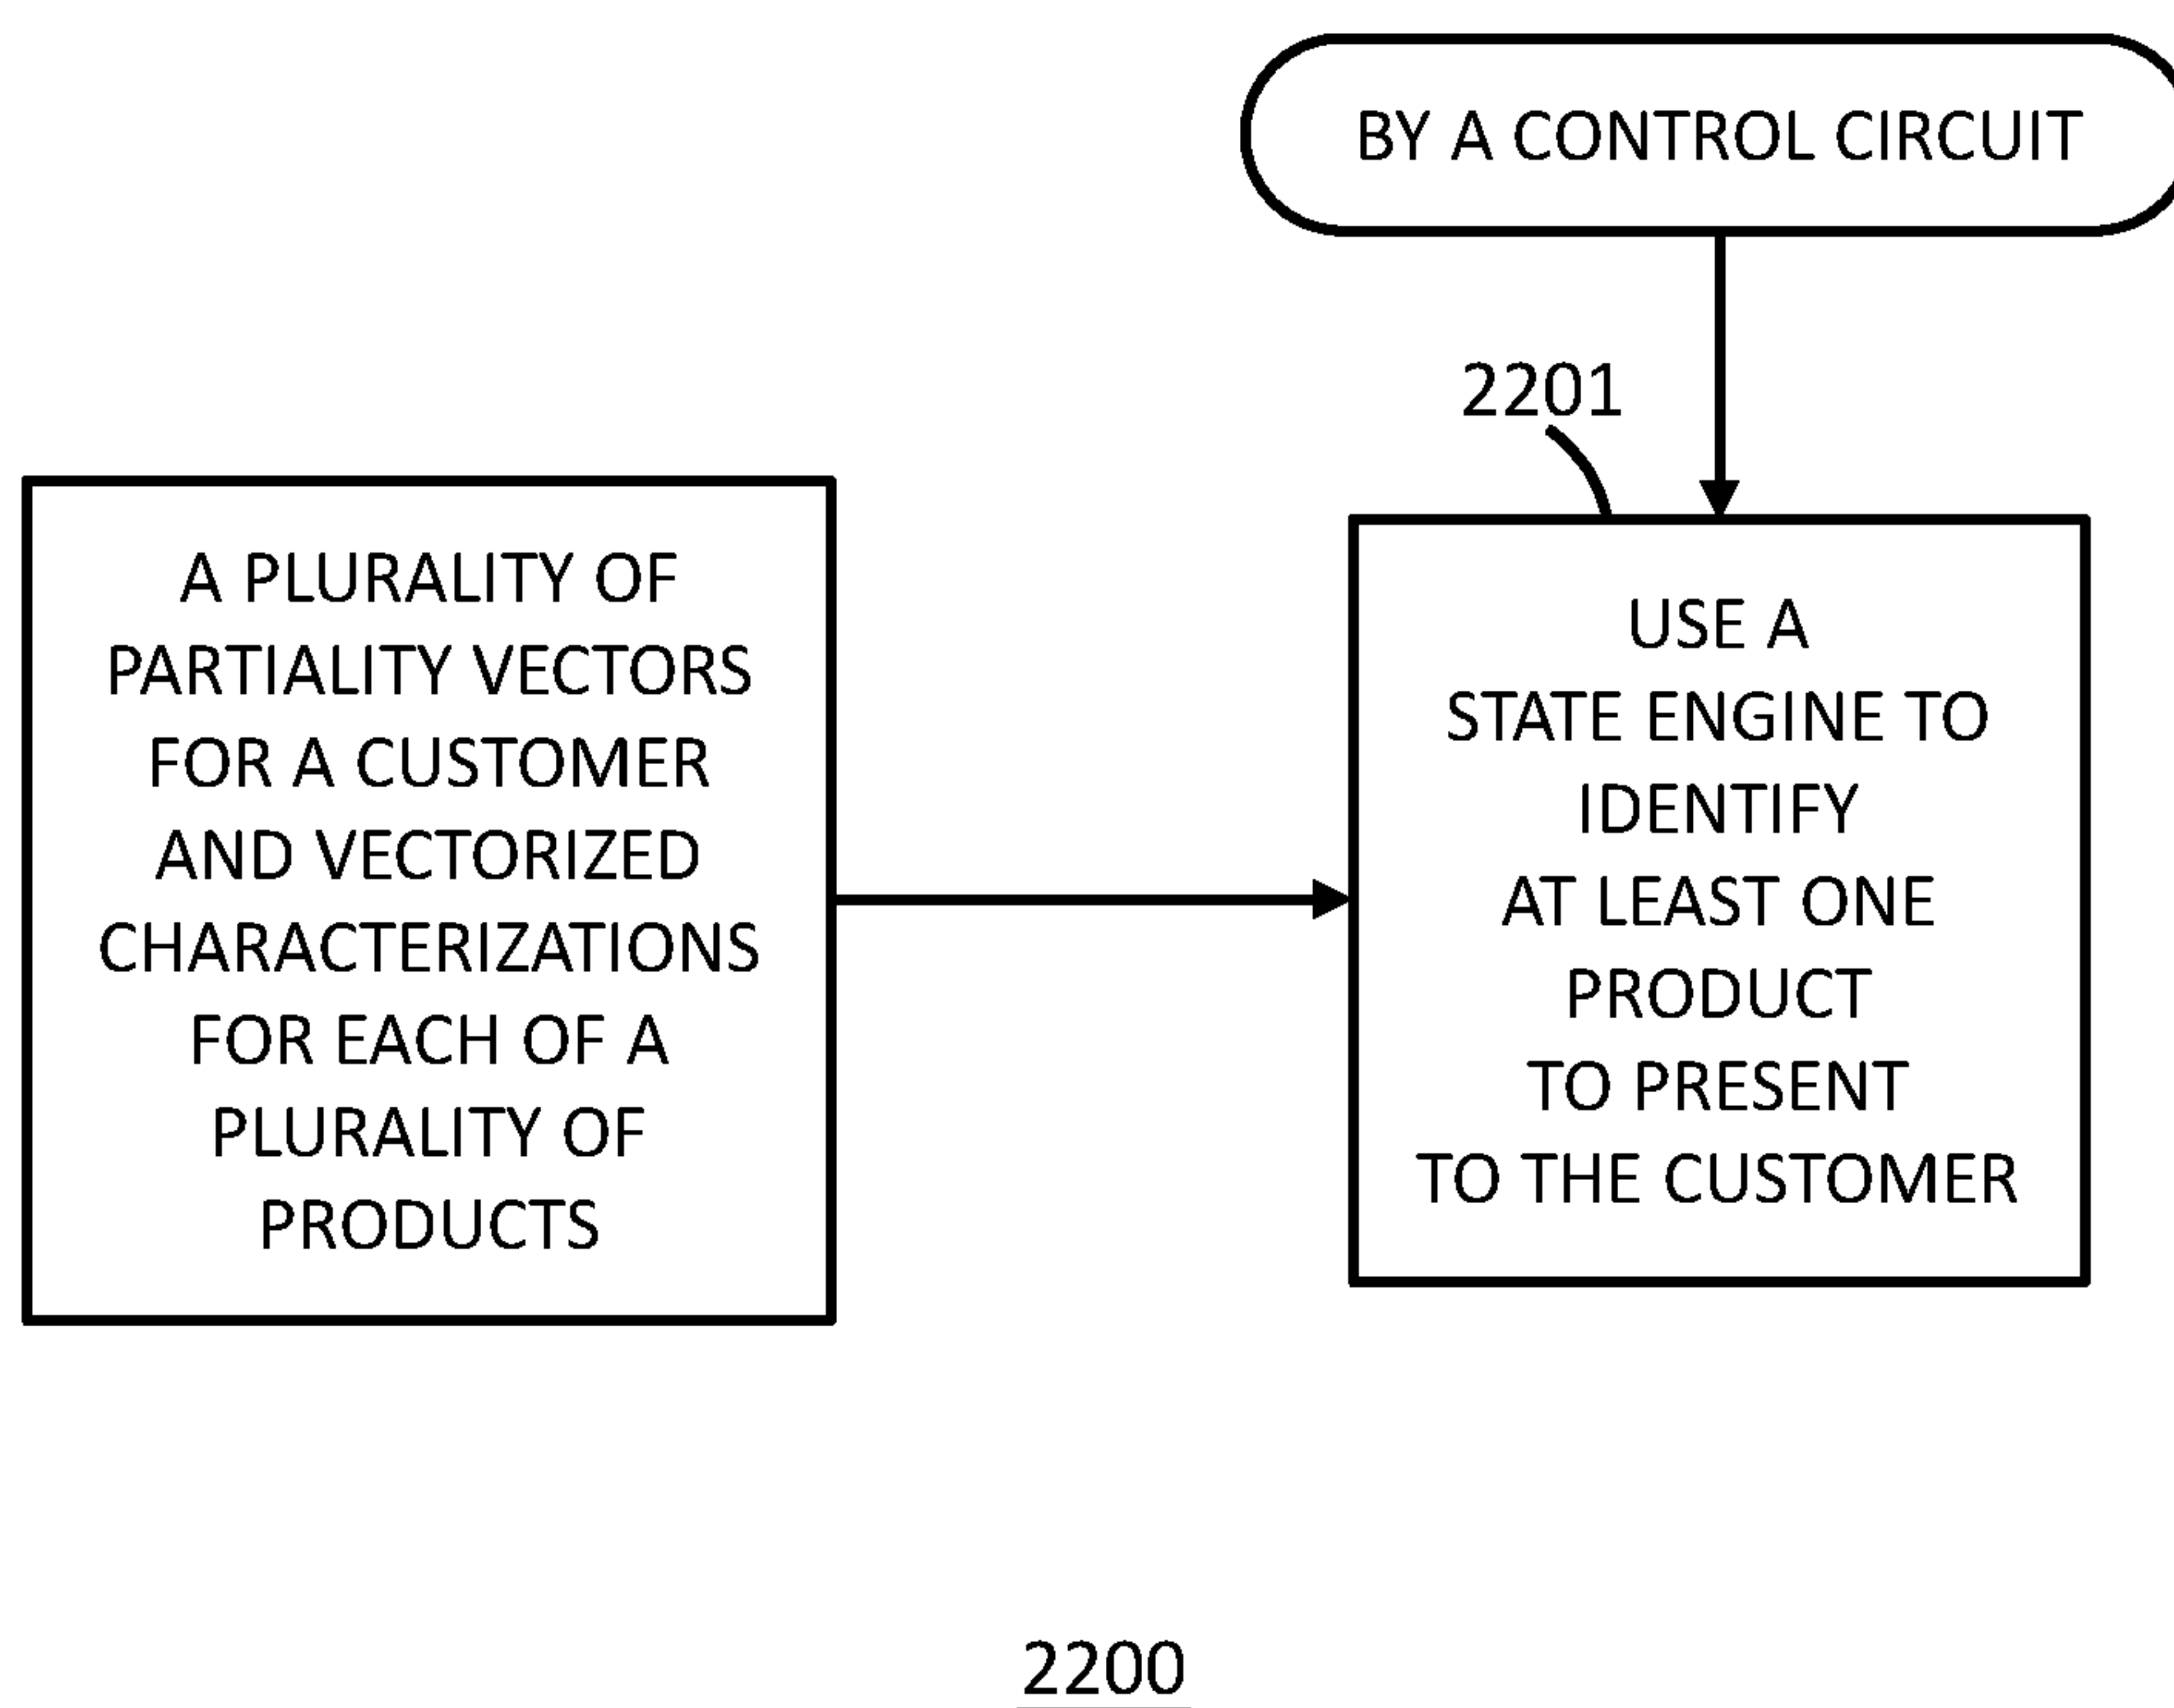 BY A CONTROL CIRCUIT
2201
A PLURALITY OF
PARTIALITY VECTORS
FOR A CUSTOMER
AND VECTORIZED
CHARACTERIZATIONS
FOR EACH OF A
PLURALITY OF
PRODUCTS
USE A
STATE ENGINE TO
IDENTIFY
AT LEAST ONE
PRODUCT
TO PRESENT
TO THE CUSTOMER
2200